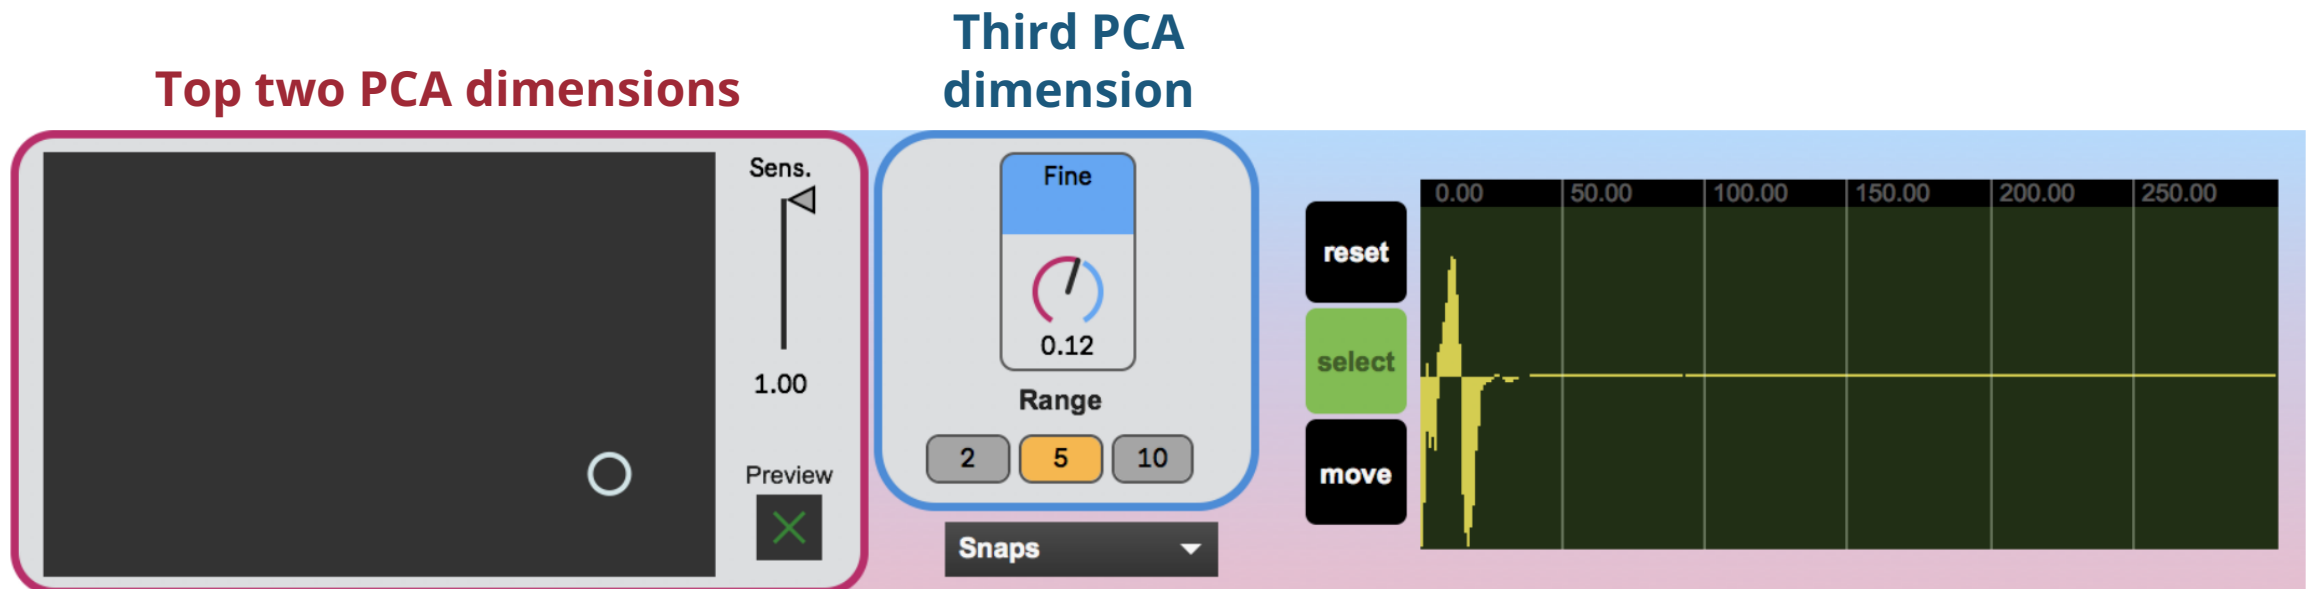 Top two PCA dimensions
Third PCA
dimension
Sens.
1.00
Preview
Fine
0.12
Range
2 5 10
Snaps
reset
select
move
0.00 50.00 100.00 150.00 200.00 250.00